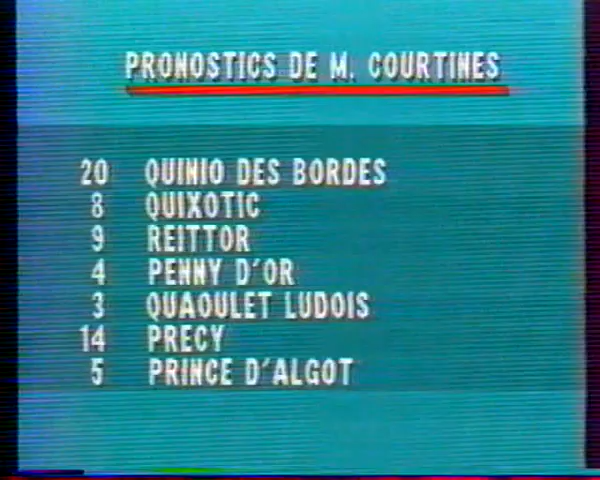 PRONOSTICS DE M. COURTINES
20 QUINIO DES BORDES
8 QUIXOTIC
9 REITTOR
4 PENNY D'OR
3 QUAOULET LUDOIS
14 PRECY
5 PRINCE D'ALGOT